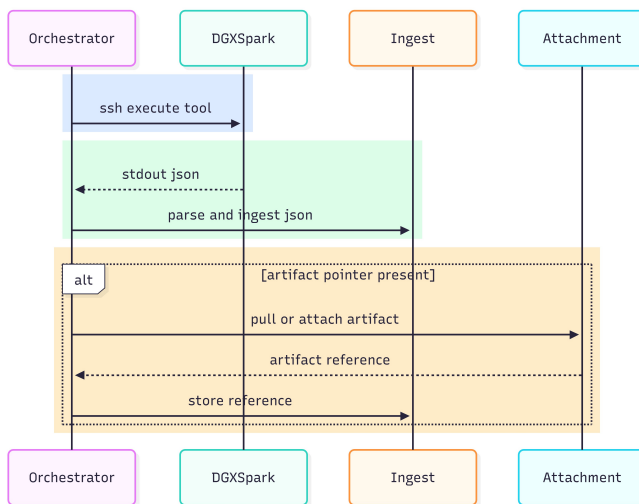 Orchestrator
DGXSpark
Ingest
Attachment
ssh execute tool
stdout json
parse and ingest json
alt
[artifact pointer present]
pull or attach artifact
artifact reference
store reference
Orchestrator
DGXSpark
Ingest
Attachment